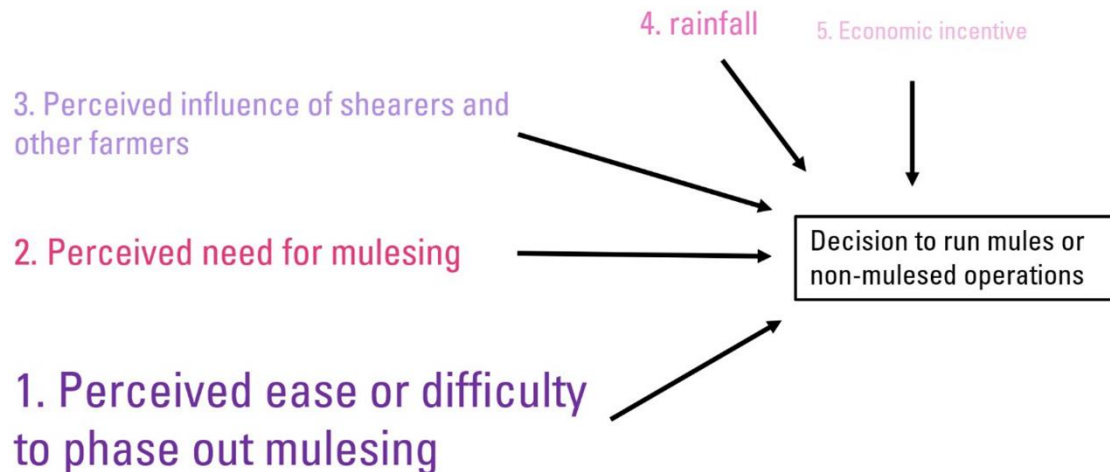 4. rainfall
5. Economic incentive
3. Perceived influence of shearers and
other farmers
2. Perceived need for mulesing
Decision to run mules or
non-mulesed operations
1. Perceived ease or difficulty
to phase out mulesing